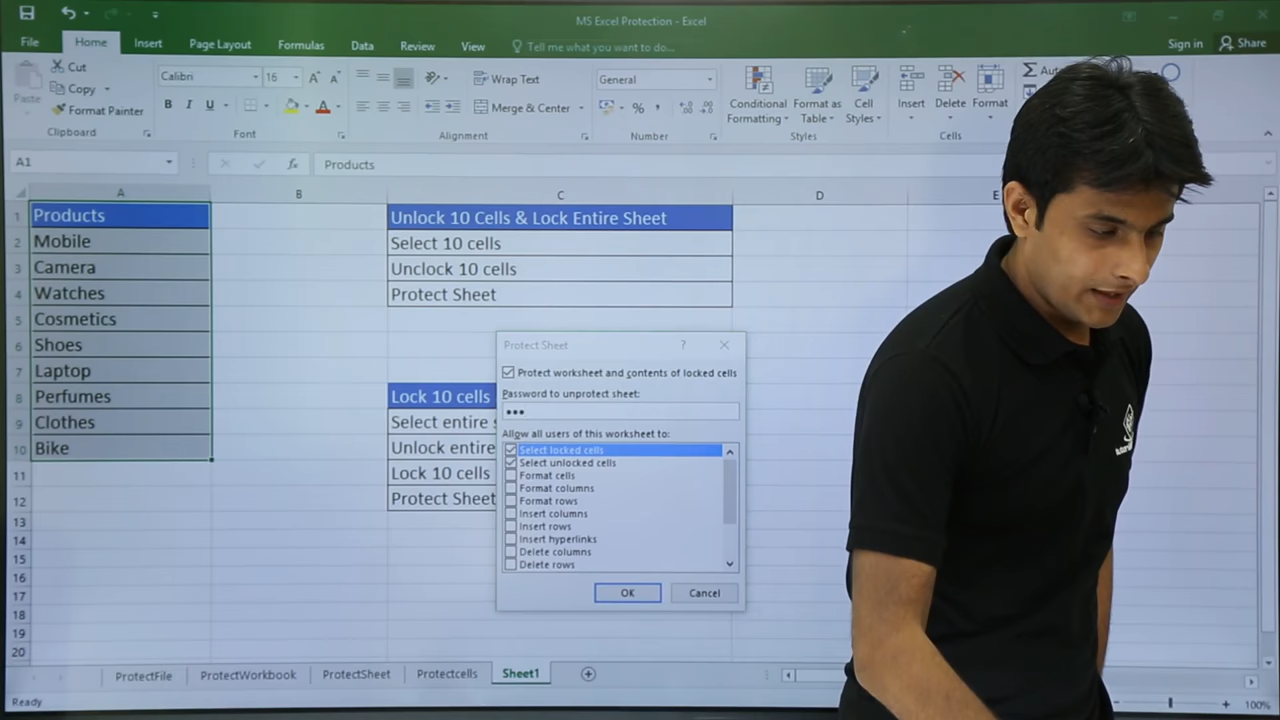 MS Excel Protection - Excel
File Home Insert Page Layout Formulas Data Review View Tell me what you want to do... Sign in Share
Cut
Copy
Format Painter
Paste
Clipboard
Calibri 16
B I U
Font
Wrap Text
Merge & Center
Alignment
General
%
Number
Conditional Formatting
Format as Table
Cell Styles
Styles
Insert Delete Format
Cells
A1 fx Products
A B C D E
1 Products Unlock 10 Cells & Lock Entire Sheet
2 Mobile Select 10 cells
3 Camera Unclock 10 cells
4 Watches Protect Sheet
5 Cosmetics
6 Shoes
7 Laptop
8 Perfumes Lock 10 cells
9 Clothes Select entire
10 Bike Unlock entire
11 Lock 10 cells
12 Protect Sheet
13
14
15
16
17
18
19
20
Protect Sheet ?
Protect worksheet and contents of locked cells
Password to unprotect sheet:
Allow all users of this worksheet to:
Select locked cells
Select unlocked cells
Format cells
Format columns
Format rows
Insert columns
Insert rows
Insert hyperlinks
Delete columns
Delete rows
OK Cancel
ProtectFile ProtectWorkbook ProtectSheet Protectcells Sheet1
Ready 100%